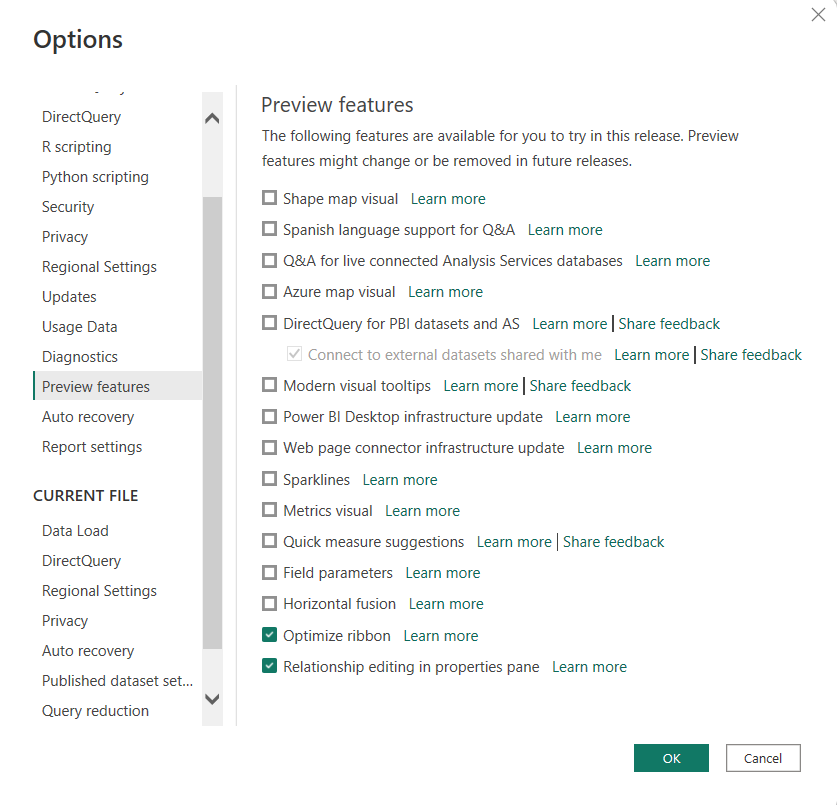 Options
DirectQuery
R scripting
Python scripting
Security
Privacy
Regional Settings
Updates
Usage Data
Diagnostics
Preview features
Auto recovery
Report settings
CURRENT FILE
Data Load
DirectQuery
Regional Settings
Privacy
Auto recovery
Published dataset set...
Query reduction
Preview features
The following features are available for you to try in this release. Preview
features might change or be removed in future releases.
Shape map visual Learn more
Spanish language support for Q&A Learn more
Q&A for live connected Analysis Services databases Learn more
Azure map visual Learn more
DirectQuery for PBI datasets and AS Learn more | Share feedback
Connect to external datasets shared with me Learn more | Share feedback
Modern visual tooltips Learn more | Share feedback
Power BI Desktop infrastructure update Learn more
Web page connector infrastructure update Learn more
Sparklines Learn more
Metrics visual Learn more
Quick measure suggestions Learn more | Share feedback
Field parameters Learn more
Horizontal fusion Learn more
Optimize ribbon Learn more
Relationship editing in properties pane Learn more
OK Cancel